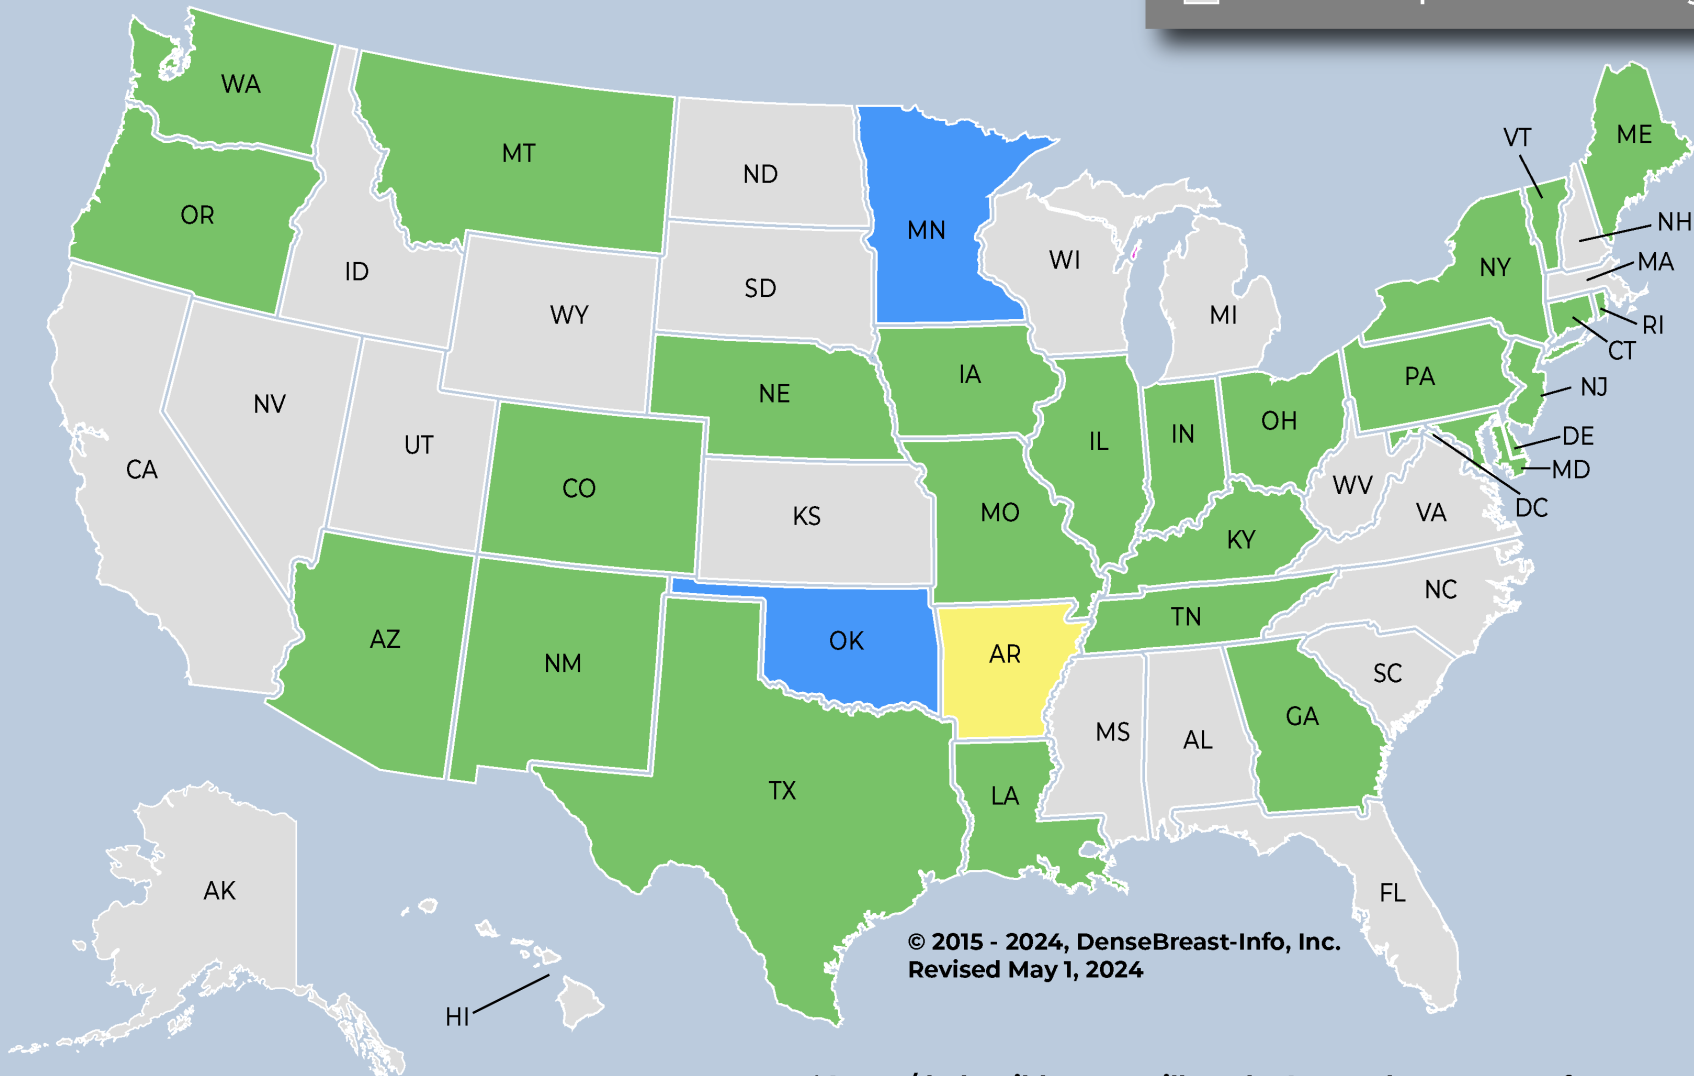 WA
MT
ND
MN
VT
ME
OR
ID
WY
SD
WI
MI
NY
NH
MA
RI
CT
NV
UT
NE
IA
PA
NJ
CA
CO
KS
MO
IL
IN
OH
WV
VA
DE
MD
DC
KY
NC
AZ
NM
OK
AR
TN
SC
MS
AL
GA
TX
LA
AK
FL
HI
© 2015 - 2024, DenseBreast-Info, Inc.
Revised May 1, 2024